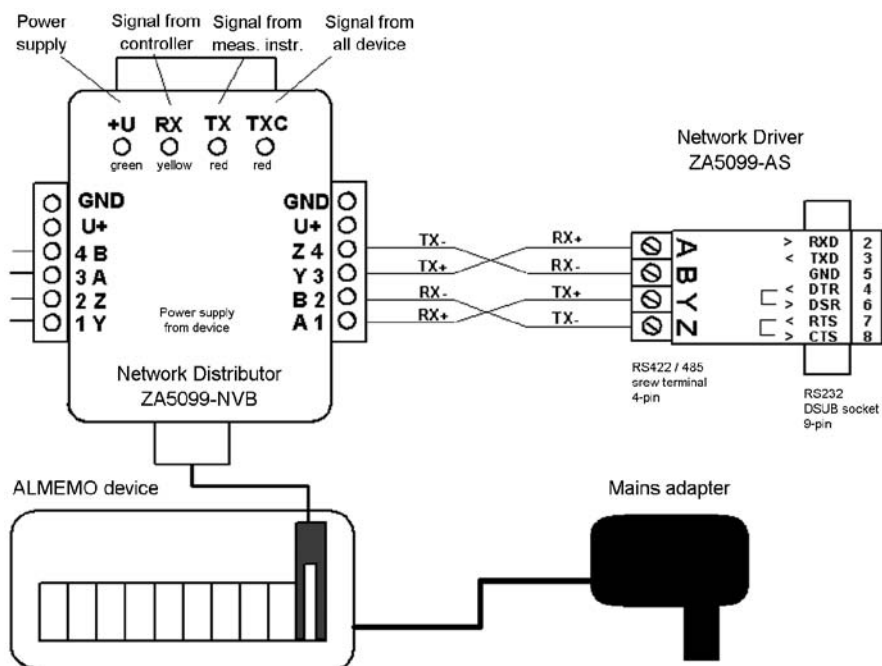 Power supply
Signal from controller
Signal from meas. instr.
Signal from all device
+U RX TX TXC
green yellow red red
GND
U+
4 B
3 A
2 Z
1 Y
GND
U+
Z 4
Y 3
B 2
A 1
Power supply from device
Network Distributor
ZA5099-NVB
TX- RX+
TX+ RX-
RX- TX+
RX+ TX-
Network Driver
ZA5099-AS
A
B
Y
Z
> RXD 2
< TXD 3
GND 5
< DTR 4
> DSR 6
< RTS 7
> CTS 8
RS422 / 485
srew terminal
4-pin
RS232
DSUB socket
9-pin
ALMEMO device
Mains adapter